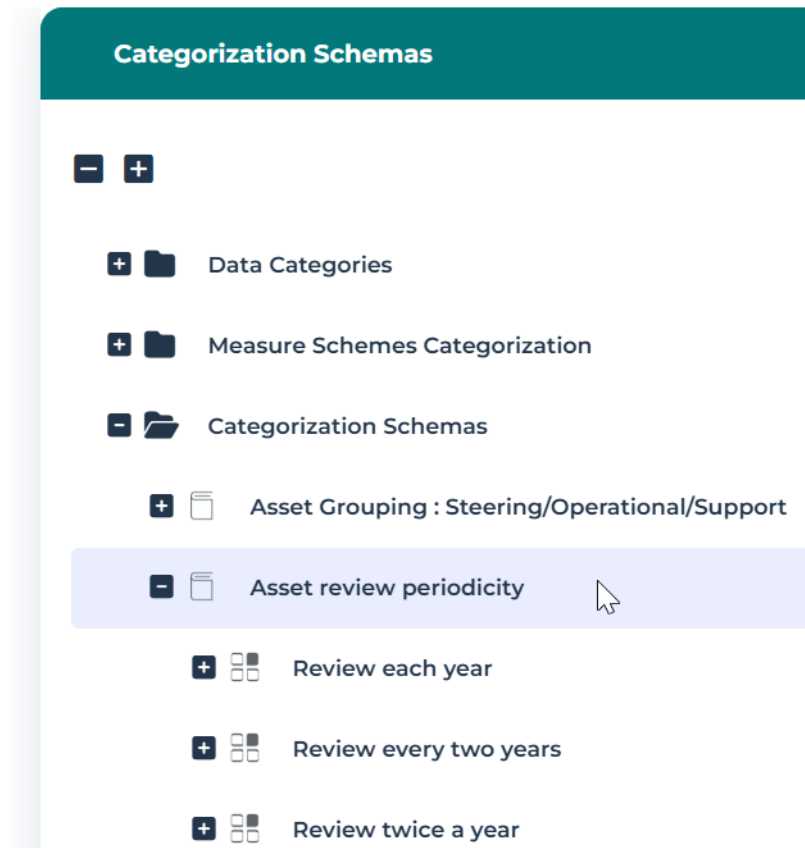 Categorization Schemas
Data Categories
Measure Schemes Categorization
Categorization Schemas
Asset Grouping : Steering/Operational/Support
Asset review periodicity
Review each year
Review every two years
Review twice a year